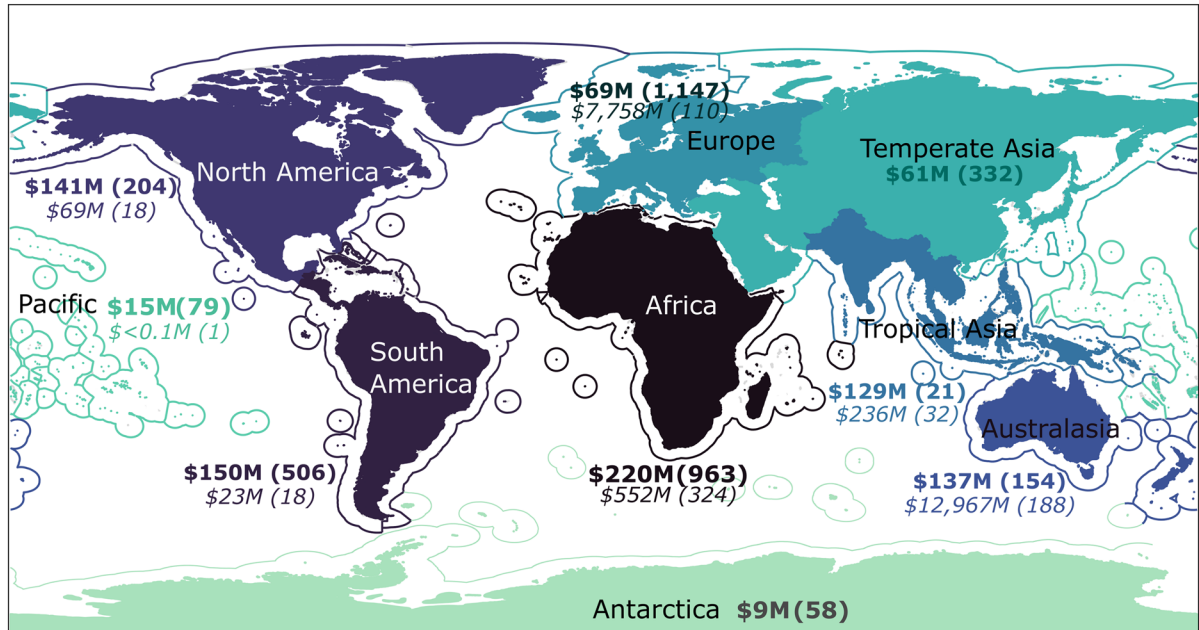 $69M (1,147)
$7,758M (110)
Europe
Temperate Asia
$61M (332)
North America
$141M (204)
$69M (18)
Pacific $15M(79)
$<0.1M (1)
Africa
Tropical Asia
South
America
$129M (21)
$236M (32)
Australasia
$150M (506)
$23M (18)
$220M(963)
$552M (324)
$137M (154)
$12,967M (188)
Antarctica $9M(58)